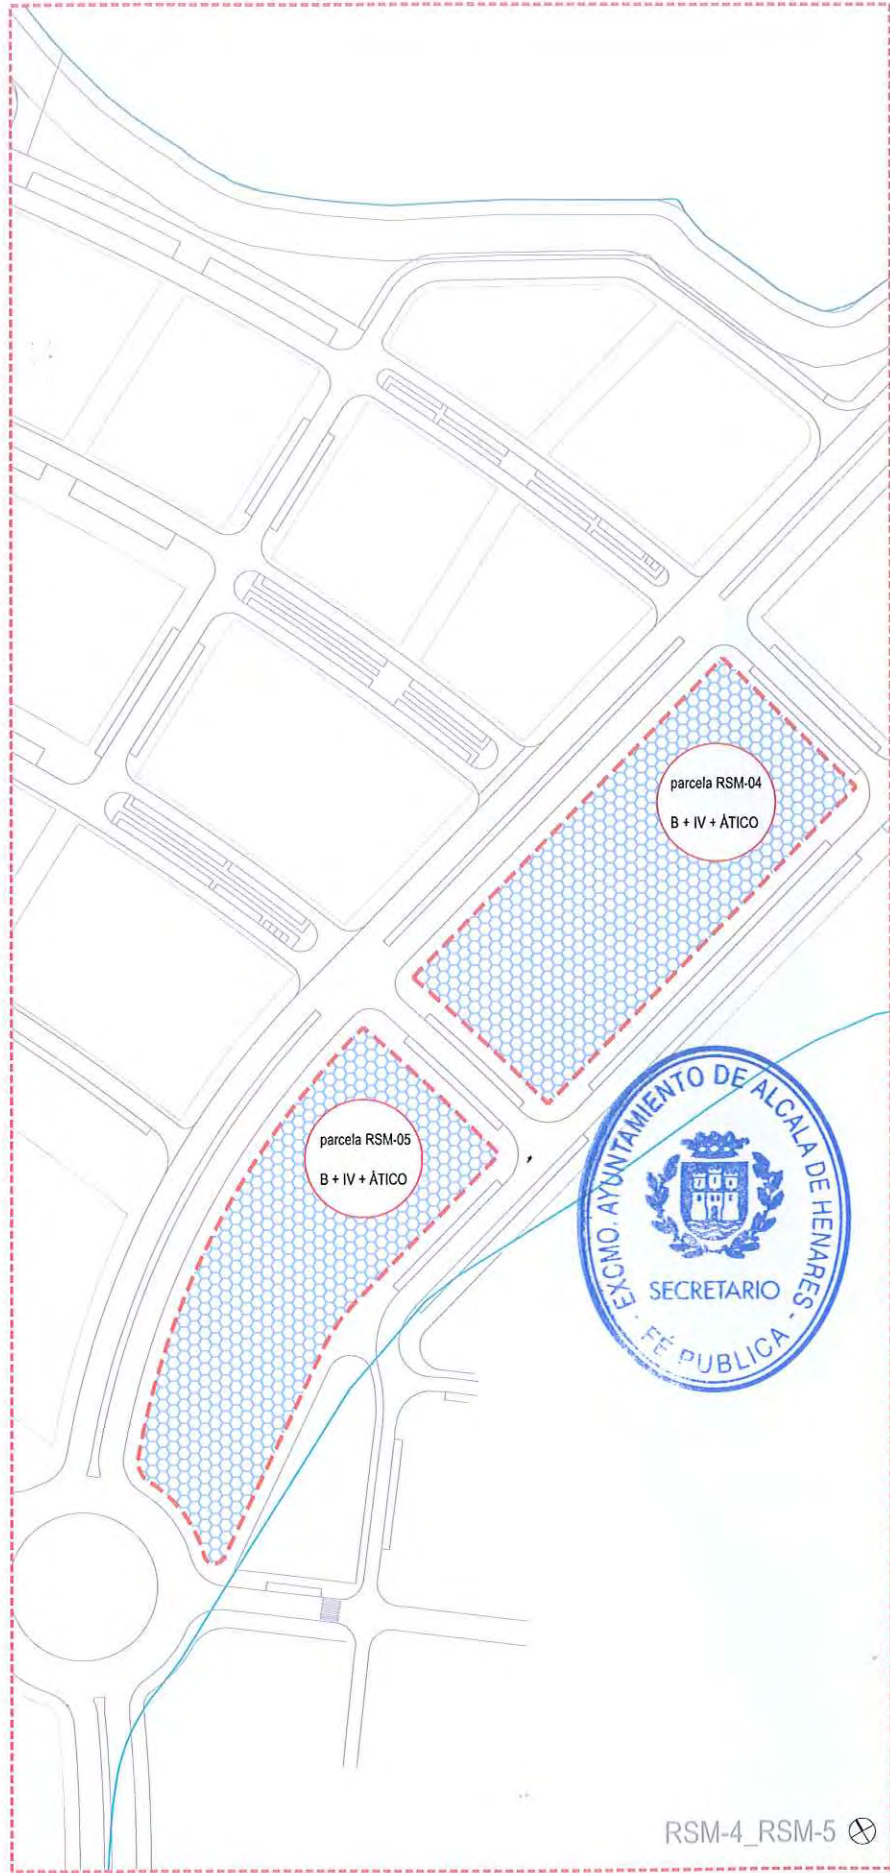 parcela RSM-04
B + IV + ÁTICO
parcela RSM-05
B + IV + ÁTICO
EXCMO. AYUNTAMIENTO DE ALCALA DE HENARES -
SECRETARIO
FÉ PUBLICA -
RSM-4_RSM-5